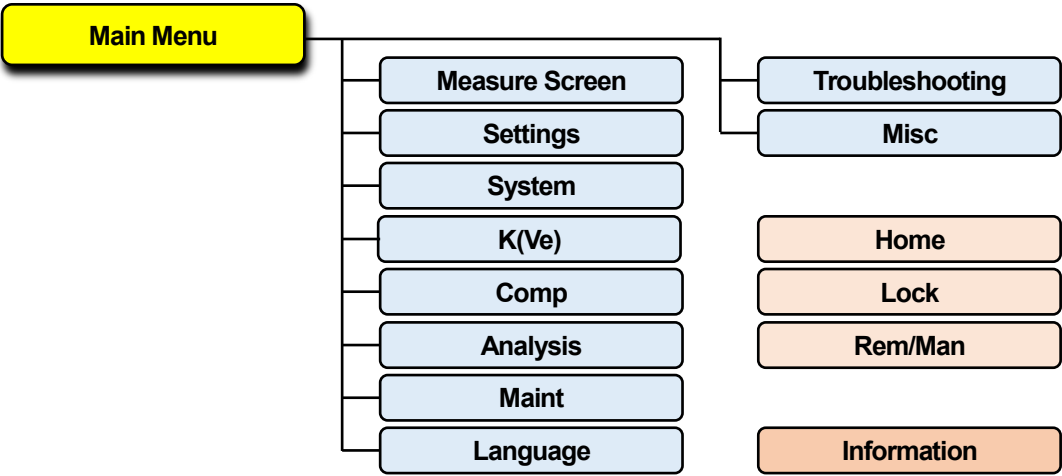 Main Menu
Measure Screen
Settings
System
K(Ve)
Comp
Analysis
Maint
Language
Troubleshooting
Misc
Home
Lock
Rem/Man
Information